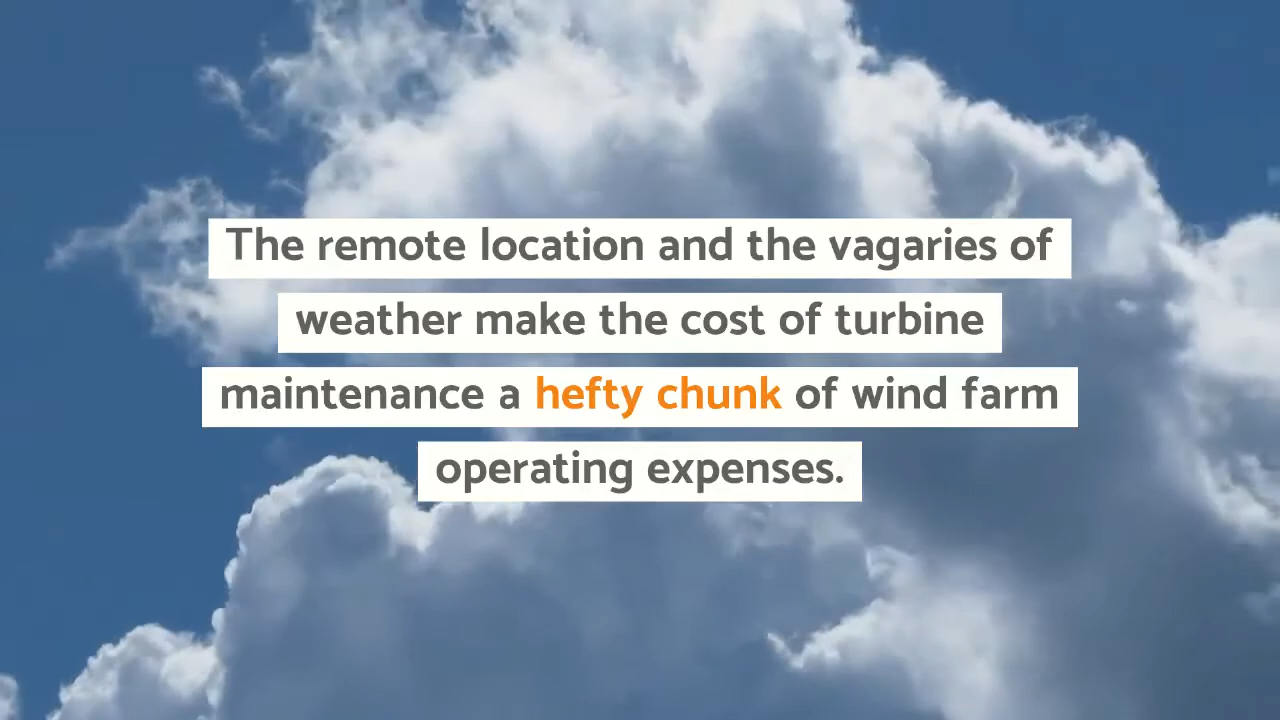 The remote location and the vagaries of
weather make the cost of turbine
maintenance a hefty chunk of wind farm
operating expenses.